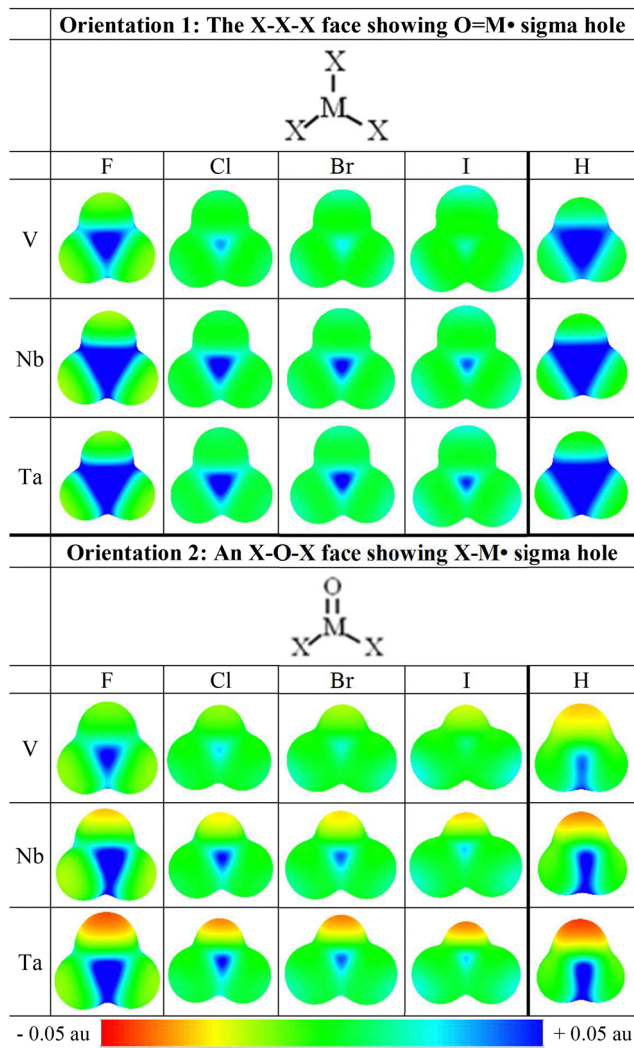 Orientation 1: The X-X-X face showing O=M• sigma hole
X
M
X X
F Cl Br I H
V
Nb
Ta
Orientation 2: An X-O-X face showing X-M• sigma hole
O
M
X X
F Cl Br I H
V
Nb
Ta
- 0.05 au + 0.05 au